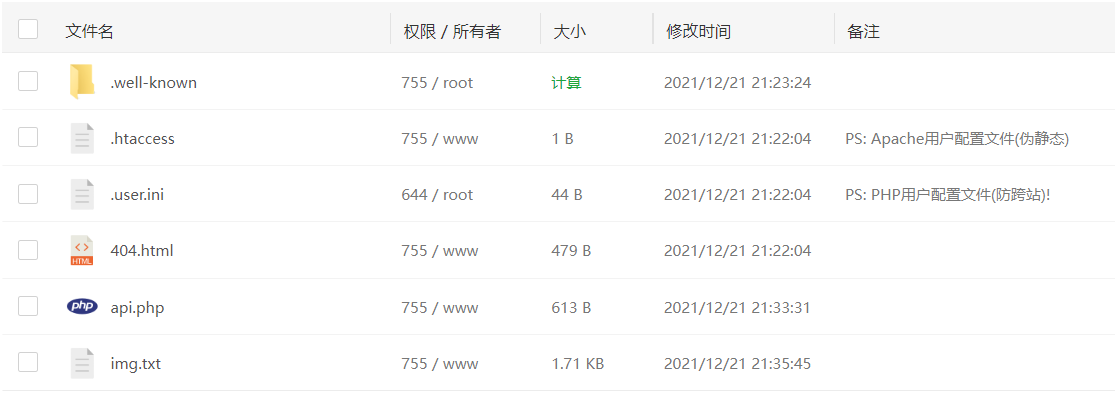 文件名 权限 / 所有者 大小 修改时间 备注
.well-known 755 / root 计算 2021/12/21 21:23:24
.htaccess 755 / www 1 B 2021/12/21 21:22:04 PS: Apache用户配置文件(伪静态)
.user.ini 644 / root 44 B 2021/12/21 21:22:04 PS: PHP用户配置文件(防跨站)!
HTML 404.html 755 / www 479 B 2021/12/21 21:22:04
php api.php 755 / www 613 B 2021/12/21 21:33:31
img.txt 755 / www 1.71 KB 2021/12/21 21:35:45